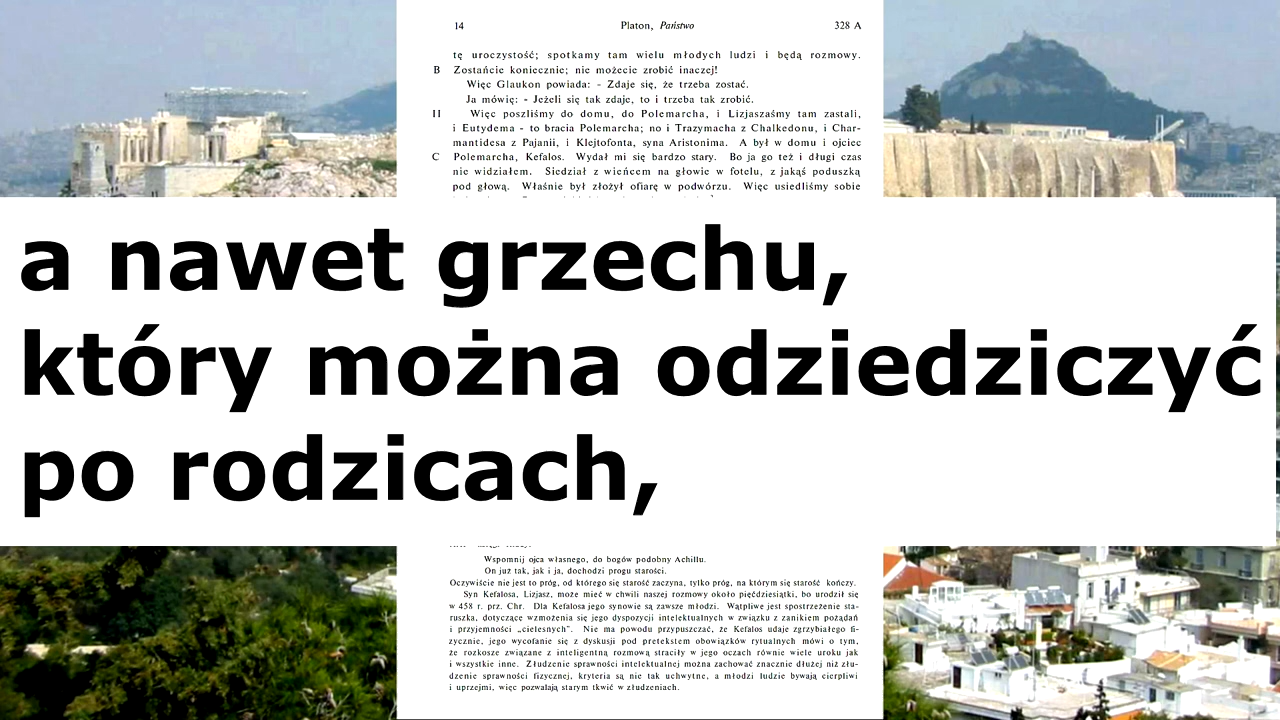 14 Platon, Państwo 328 A
tę uroczystość; spotkamy tam wielu młodych ludzi i będą rozmowy.
B Zostańcie koniecznie; nie możecie zrobić inaczej!
Więc Glaukon powiada: - Zdaje się, że trzeba zostać.
Ja mówię: - Jeżeli się tak zdaje, to i trzeba tak zrobić.
II Więc poszliśmy do domu, do Polemarcha, i Lizjaszaśmy tam zastali,
i Eutydema - to bracia Polemarcha; no i Trazymacha z Chalkedonu, i Char-
mantidesa z Pajanii, i Klejtofonta, syna Aristonima. A był w domu i ojciec
C Polemarcha, Kefalos. Wydał mi się bardzo stary. Bo ja go też i długi czas
nie widziałem. Siedział z wieńcem na głowie w fotelu, z jakąś poduszką
pod głową. Właśnie był złożył ofiarę w podwórzu. Więc usiedliśmy sobie
a nawet grzechu,
który można odziedziczyć
po rodzicach,
Wspomnij ojca własnego, do bogów podobny Achillu.
On już tak, jak i ja, dochodzi progu starości.
Oczywiście nie jest to próg, od którego się starość zaczyna, tylko próg, na którym się starość kończy.
Syn Kefalosa, Lizjasz, może mieć w chwili naszej rozmowy około pięćdziesiątki, bo urodził się
w 458 r. prz. Chr. Dla Kefalosa jego synowie są zawsze młodzi. Wątpliwe jest spostrzeżenie sta-
ruszka, dotyczące wzmożenia się jego dyspozycji intelektualnych w związku z zanikiem pożądań
i przyjemności „cielesnych". Nie ma powodu przypuszczać, że Kefalos udaje zgrzybiałego fi-
zycznie, jego wycofanie się z dyskusji pod pretekstem obowiązków rytualnych mówi o tym,
że rozkosze związane z inteligentną rozmową straciły w jego oczach równie wiele uroku jak
i wszystkie inne. Złudzenie sprawności intelektualnej można zachować znacznie dłużej niż złu-
dzenie sprawności fizycznej, kryteria są nie tak uchwytne, a młodzi ludzie bywają cierpliwi
i uprzejmi, więc pozwalają starym tkwić w złudzeniach.